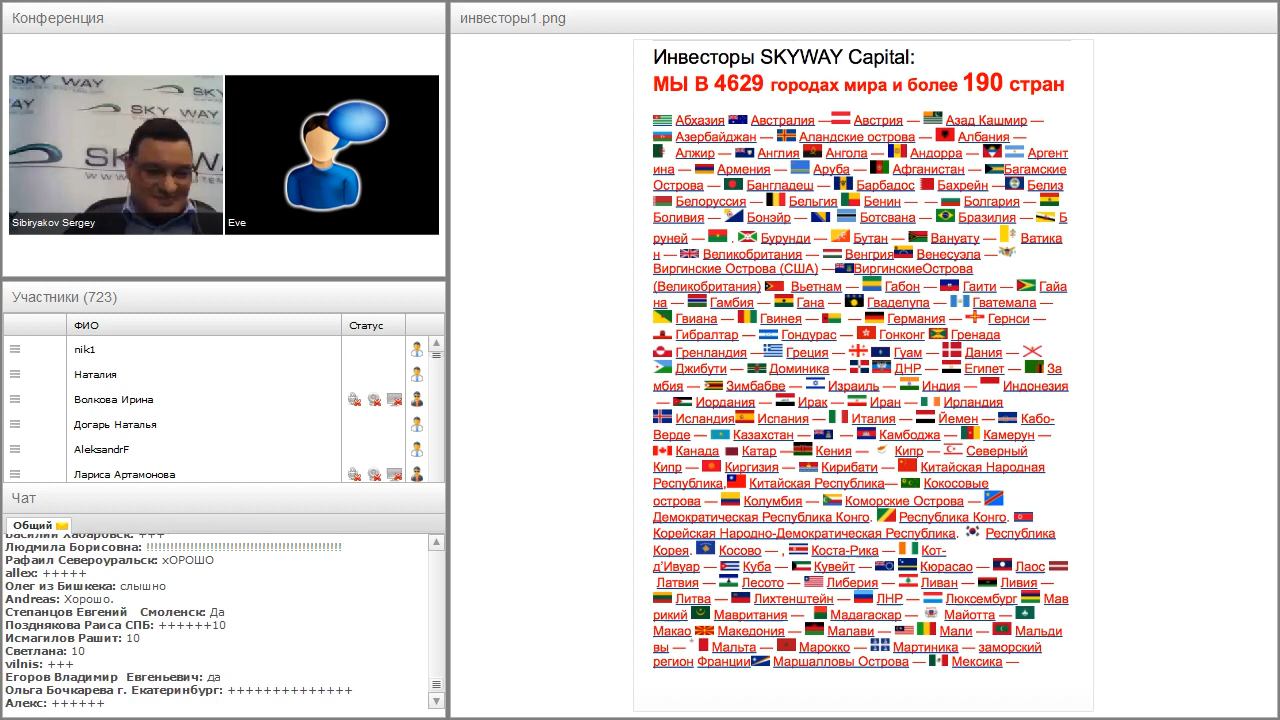 Конференция
SKY WAY
SKY WAY
Sibiryakov Sergey
Eve
Участники (723)
ФИО
Статус
nik1
Наталия
Волкова Ирина
Догарь Наталья
AleksandrF
Лариса Артамонова
Чат
Общий
Василий Хабаровск: +++
Людмила Борисовна: !!!!!!!!!!!!!!!!!!!!!!!!!!!!!!!!!!!!!!!!!!!
Рафаил Североуральск: хОРОШО
allex: +++++
Олег из Бишкека: слышно
Andreas: Хорошо.
Степанцов Евгений Смоленск: Да
Позднякова Раиса СПБ: ++++++10
Исмагилов Рашит: 10
Светлана: 10
vilnis: +++
Егоров Владимир Евгеньевич: да
Ольга Бочкарева г. Екатеринбург: ++++++++++++++
Алекс: ++++++
инвесторы1.png
Инвесторы SKYWAY Capital:
МЫ В 4629 городах мира и более 190 стран
Абхазия Австралия — Австрия — Азад Кашмир —
Азербайджан — Аландские острова — Албания —
Алжир — Англия Ангола — Андорра — Аргент
ина — Армения — Аруба — Афганистан — Багамские
Острова — Бангладеш — Барбадос Бахрейн — Белиз
Белоруссия — Бельгия Бенин — — Болгария —
Боливия — Бонэйр — Ботсвана — Бразилия — Б
руней — , Бурунди — Бутан — Вануату — Ватика
н — Великобритания — Венгрия Венесуэла —
Виргинские Острова (США) — ВиргинскиеОстрова
(Великобритания) Вьетнам — Габон — Гаити — Гайа
на — Гамбия — Гана — Гваделупа — Гватемала —
Гвиана — Гвинея — — Германия — Гернси —
Гибралтар — Гондурас — Гонконг Гренада
Гренландия — Греция — Гуам — Дания —
Джибути — Доминика — ДНР — Египет — За
мбия — Зимбабве — Израиль — Индия — Индонезия
— Иордания — Ирак — Иран — Ирландия
Исландия Испания — Италия — Йемен — Кабо-
Верде — Казахстан — — Камбоджа — Камерун —
Канада Катар — Кения — Кипр — Северный
Кипр — Киргизия — Кирибати — Китайская Народная
Республика, Китайская Республика— Кокосовые
острова — Колумбия — Коморские Острова —
Демократическая Республика Конго. Республика Конго.
Корейская Народно-Демократическая Республика. Республика
Корея. Косово — , Коста-Рика — Кот-
д’Ивуар — Куба — Кувейт — Кюрасао — Лаос
Латвия — Лесото — Либерия — Ливан — Ливия —
Литва — Лихтенштейн — ЛНР — Люксембург Мав
рикий — Мавритания — Мадагаскар — Майотта —
Макао Македония — Малави — Мали — Мальди
вы — Мальта — Марокко — Мартиника — заморский
регион Франции Маршалловы Острова — Мексика —